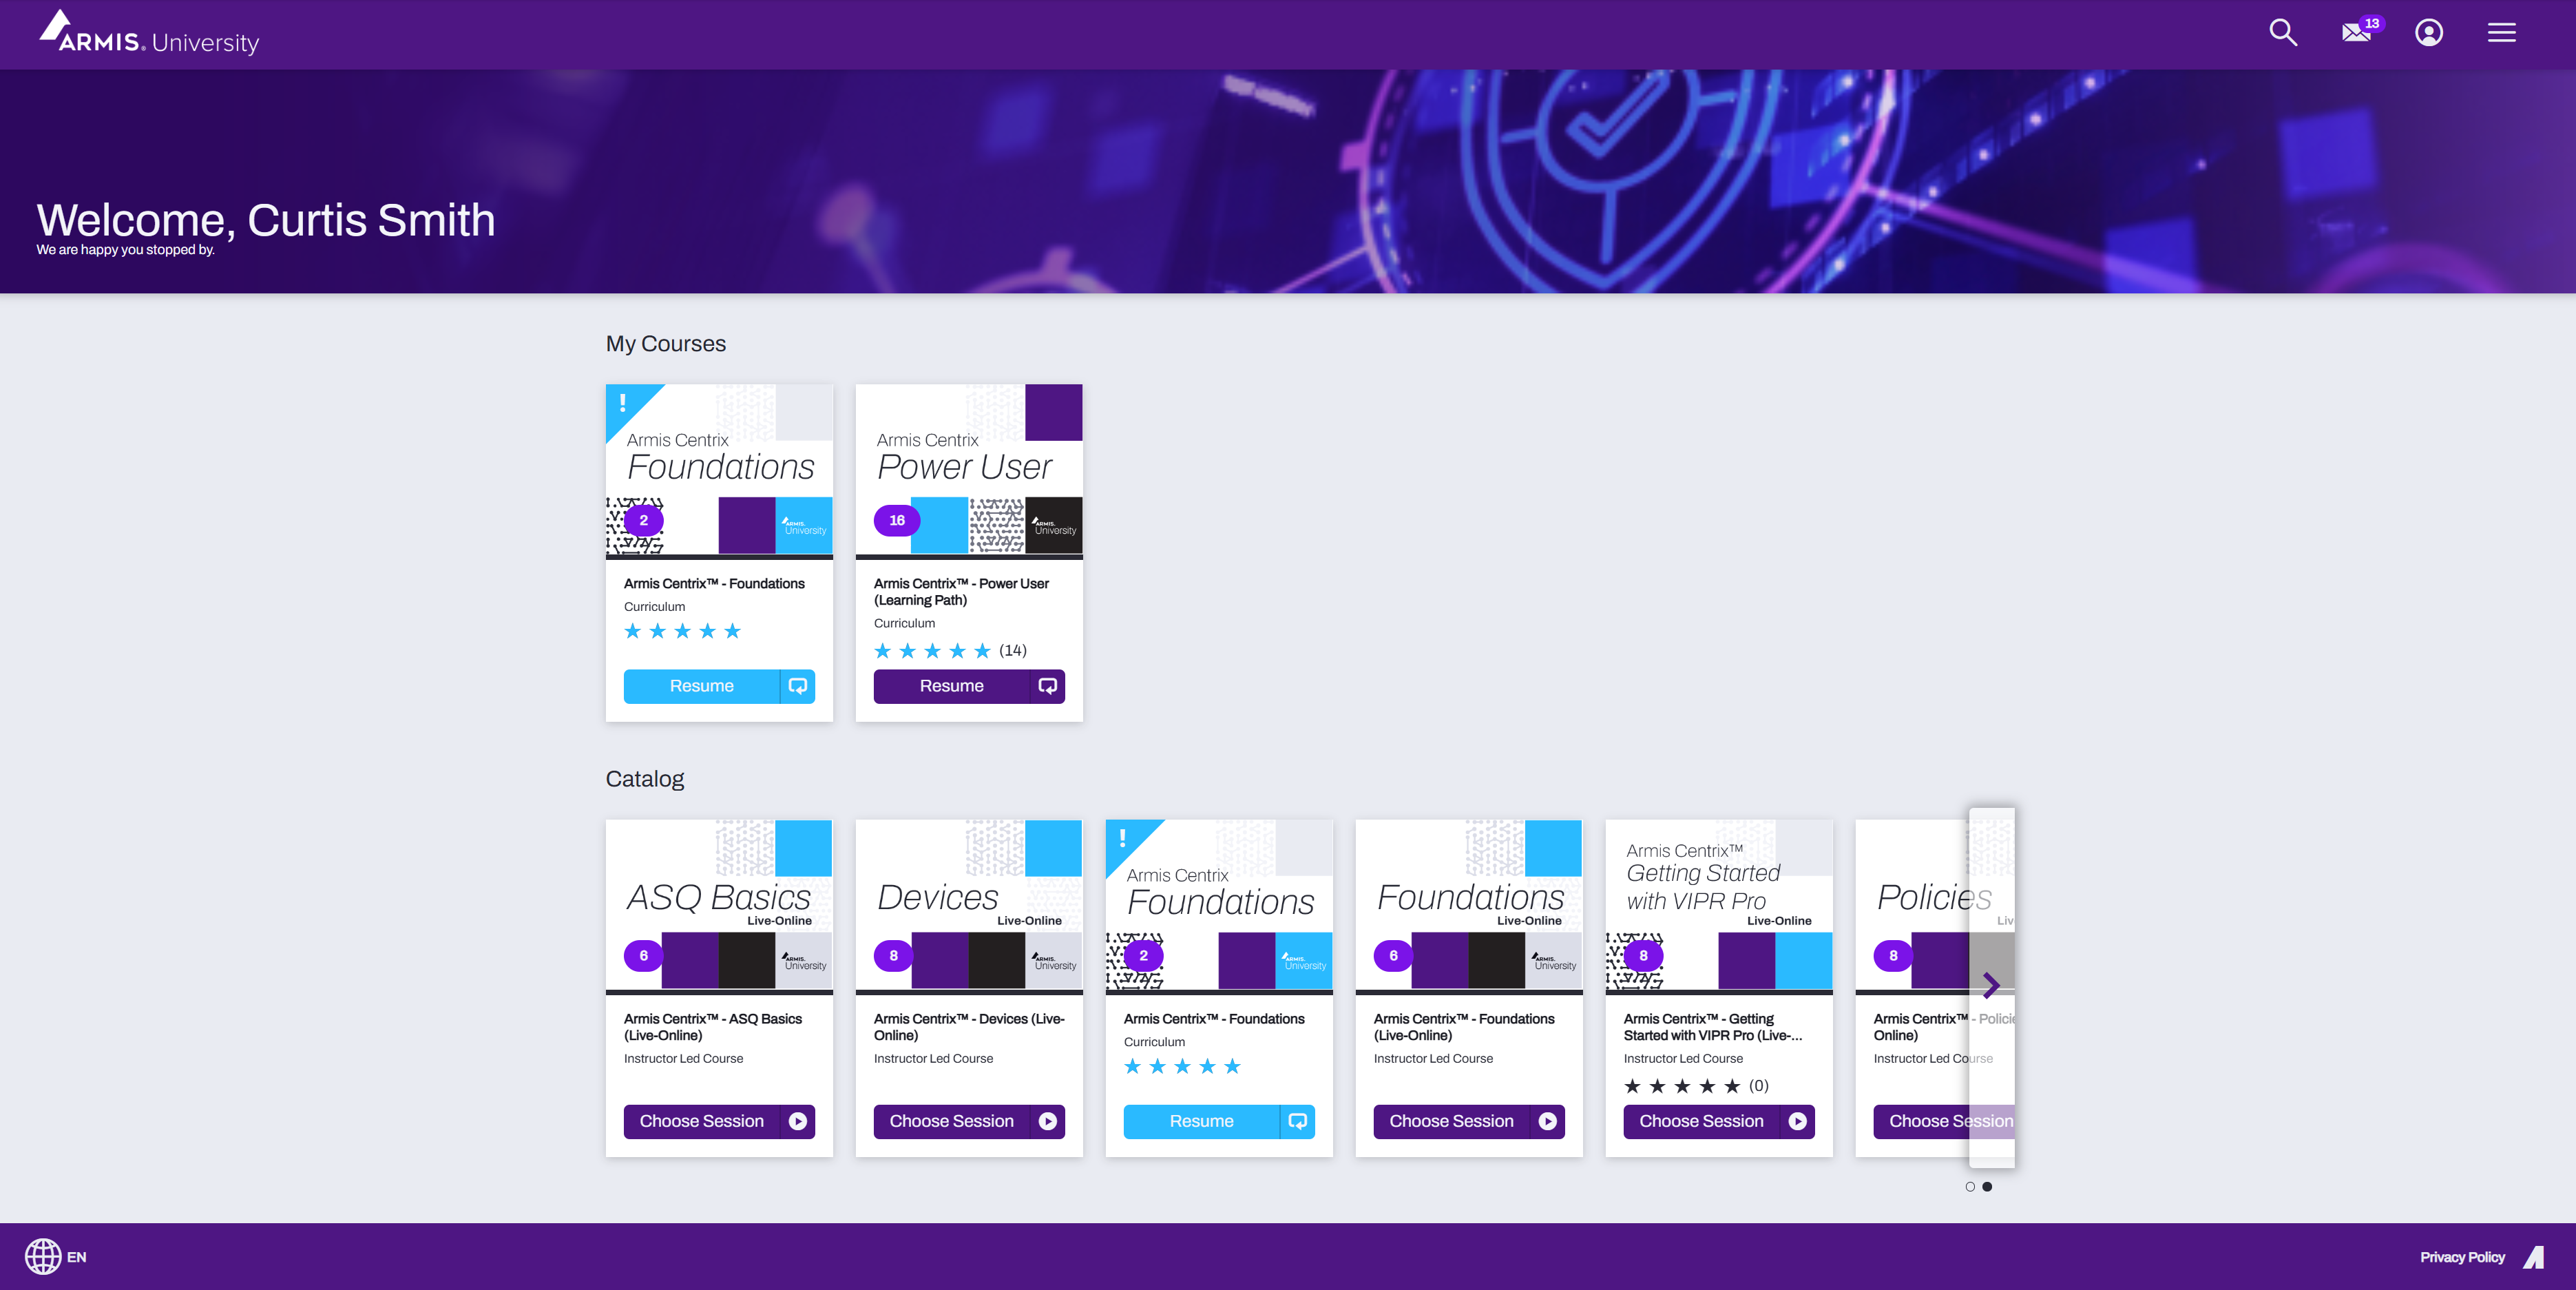 ARMIS. University
13
Welcome, Curtis Smith
We are happy you stopped by.
My Courses
!
Armis Centrix
Foundations
2
ARMIS.
University
Armis Centrix™ - Foundations
Curriculum
Resume
Armis Centrix
Power User
16
ARMIS.
University
Armis Centrix™ - Power User
(Learning Path)
Curriculum
(14)
Resume
Catalog
ASQ Basics
Live-Online
6
ARMIS.
University
Armis Centrix™ - ASQ Basics
(Live-Online)
Instructor Led Course
Choose Session
Devices
Live-Online
8
ARMIS.
University
Armis Centrix™ - Devices (Live-
Online)
Instructor Led Course
Choose Session
!
Armis Centrix
Foundations
2
ARMIS.
University
Armis Centrix™ - Foundations
Curriculum
Resume
Foundations
Live-Online
6
ARMIS.
University
Armis Centrix™ - Foundations
(Live-Online)
Instructor Led Course
Choose Session
Armis Centrix™
Getting Started
with VIPR Pro
Live-Online
8
Armis Centrix™ - Getting
Started with VIPR Pro (Live-...
Instructor Led Course
(0)
Choose Session
Policies
Liv
8
Armis Centrix™ - Policie
Online)
Instructor Led Course
Choose Session
EN
Privacy Policy